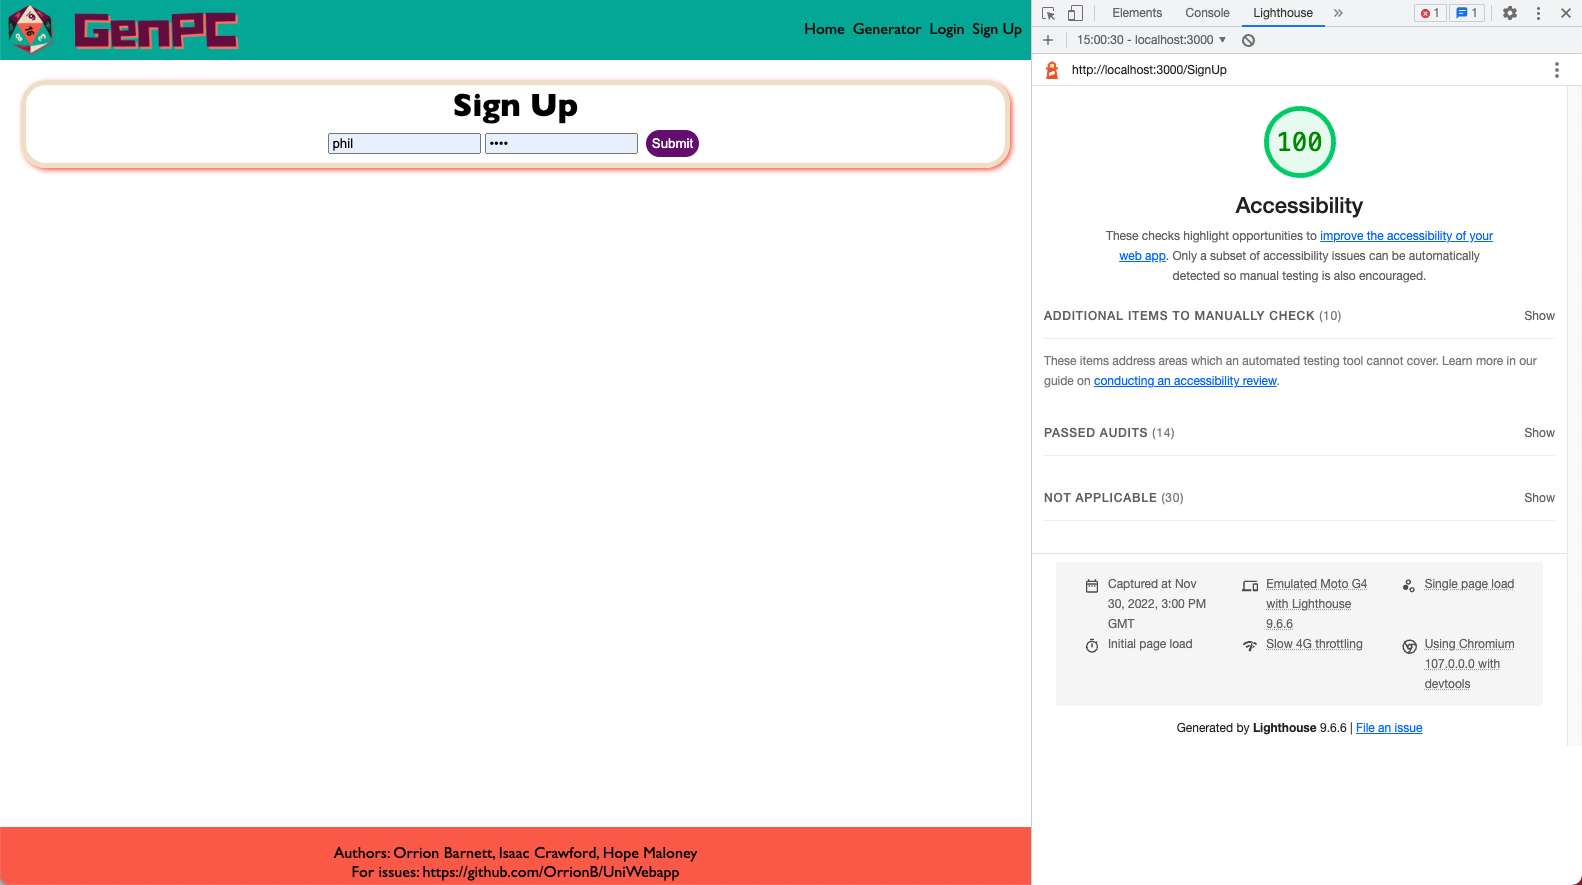 GenPC
Home Generator Login Sign Up
Sign Up
phil •••• Submit
Authors: Orrion Barnett, Isaac Crawford, Hope Maloney
For issues: https://github.com/OrrionB/UniWebapp
Elements Console Lighthouse » 1 1
15:00:30 - localhost:3000
http://localhost:3000/SignUp
100
Accessibility
These checks highlight opportunities to improve the accessibility of your
web app. Only a subset of accessibility issues can be automatically
detected so manual testing is also encouraged.
ADDITIONAL ITEMS TO MANUALLY CHECK (10) Show
These items address areas which an automated testing tool cannot cover. Learn more in our
guide on conducting an accessibility review.
PASSED AUDITS (14) Show
NOT APPLICABLE (30) Show
Captured at Nov
30, 2022, 3:00 PM
GMT
Emulated Moto G4
with Lighthouse
9.6.6
Single page load
Initial page load
Slow 4G throttling
Using Chromium
107.0.0.0 with
devtools
Generated by Lighthouse 9.6.6 | File an issue